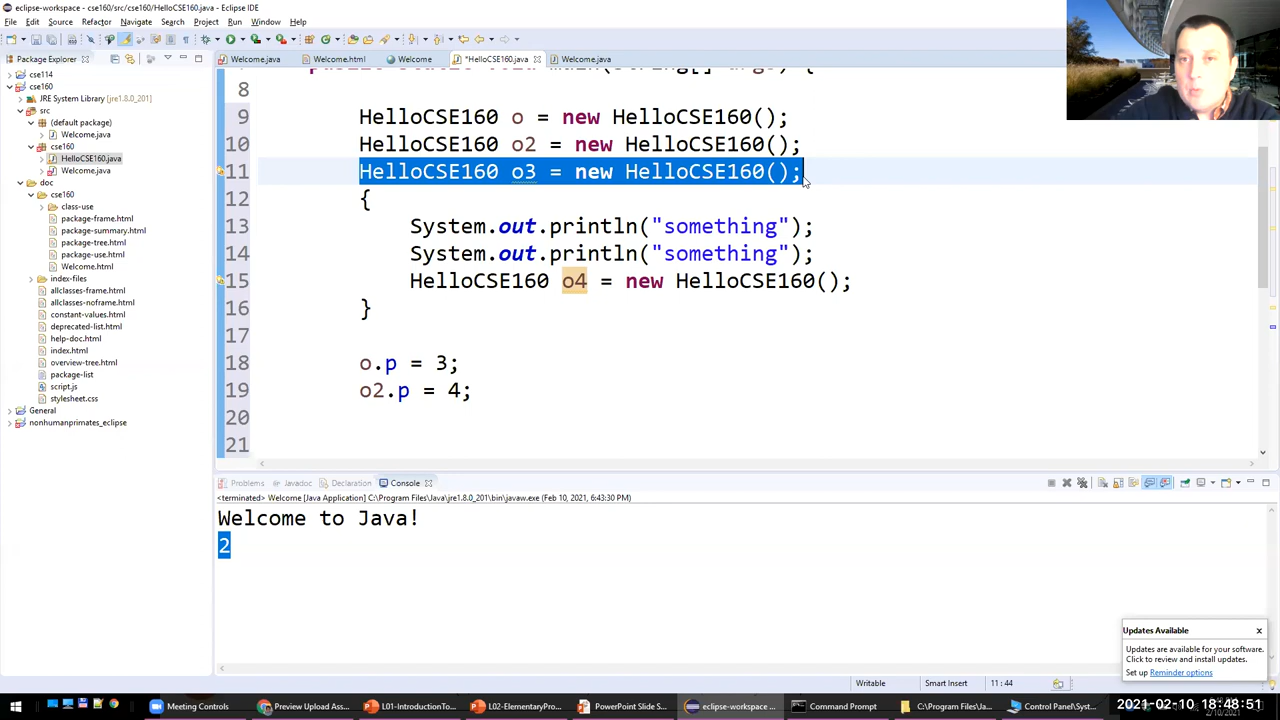 eclipse-workspace - cse160/src/cse160/HelloCSE160.java - Eclipse IDE
File Edit Source Refactor Navigate Search Project Run Window Help
Package Explorer
Welcome.java
Welcome.html
Welcome
*HelloCSE160.java
Welcome.java
cse114
cse160
JRE System Library [jre1.8.0_201]
src
(default package)
Welcome.java
cse160
HelloCSE160.java
Welcome.java
doc
cse160
class-use
package-frame.html
package-summary.html
package-tree.html
package-use.html
Welcome.html
index-files
allclasses-frame.html
allclasses-noframe.html
constant-values.html
deprecated-list.html
help-doc.html
index.html
overview-tree.html
package-list
script.js
stylesheet.css
General
nonhumanprimates_eclipse
public static void main(String[] args) {
8
9 HelloCSE160 o = new HelloCSE160();
10 HelloCSE160 o2 = new HelloCSE160();
11 HelloCSE160 o3 = new HelloCSE160();
12 {
13 System.out.println("something");
14 System.out.println("something");
15 HelloCSE160 o4 = new HelloCSE160();
16 }
17
18 o.p = 3;
19 o2.p = 4;
20
21
Problems Javadoc Declaration Console
<terminated> Welcome [Java Application] C:\Program Files\Java\jre1.8.0_201\bin\javaw.exe (Feb 10, 2021, 6:43:30 PM)
Welcome to Java!
2
Updates Available
Updates are available for your software.
Click to review and install updates.
Set up Reminder options
Writable Smart Insert 11 : 44
Meeting Controls
Preview Upload Ass...
L01-IntroductionTo...
L02-ElementaryPro...
PowerPoint Slide S...
eclipse-workspace ...
Command Prompt
C:\Program Files\Ja...
Control Panel\Syst...
2021-02-10 18:48:51